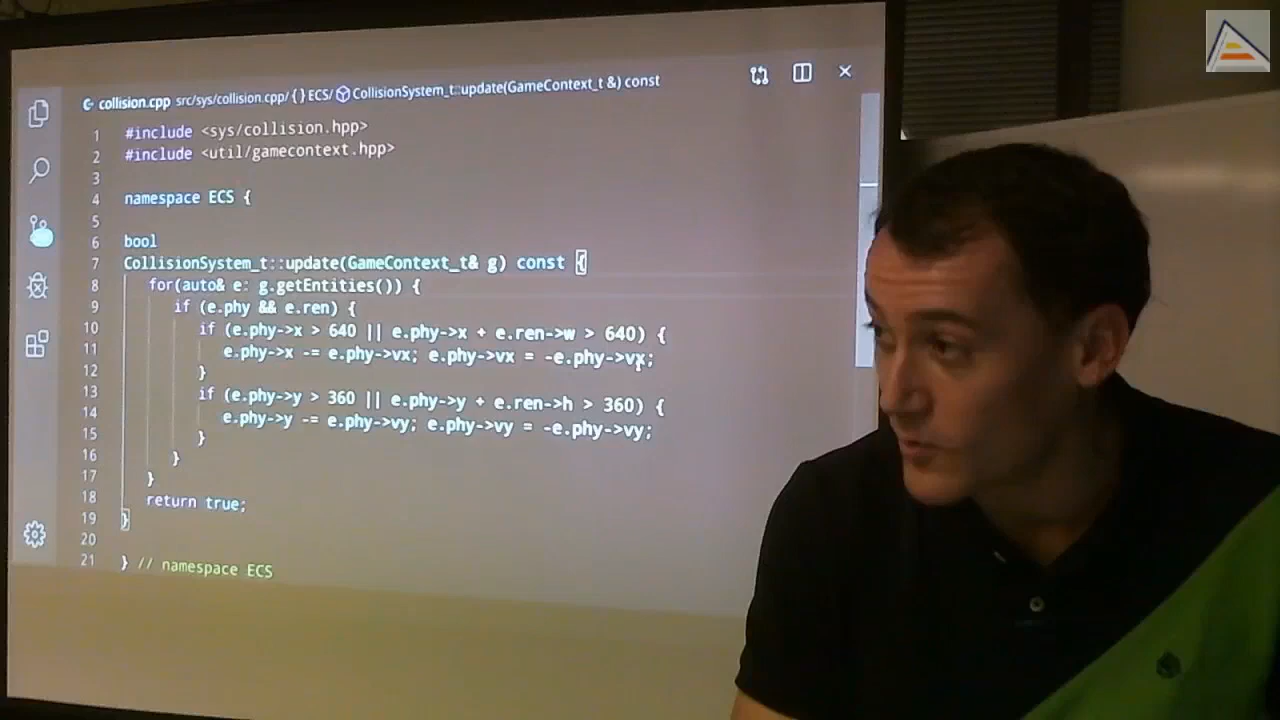 collision.cpp src/sys/collision.cpp/ { } ECS/ CollisionSystem_t::update(GameContext_t &) const
1 #include <sys/collision.hpp>
2 #include <util/gamecontext.hpp>
3
4 namespace ECS {
5
6 bool
7 CollisionSystem_t::update(GameContext_t& g) const {
8 for(auto& e: g.getEntities()) {
9 if (e.phy && e.ren) {
10 if (e.phy->x > 640 || e.phy->x + e.ren->w > 640) {
11 e.phy->x -= e.phy->vx; e.phy->vx = -e.phy->vx;
12 }
13 if (e.phy->y > 360 || e.phy->y + e.ren->h > 360) {
14 e.phy->y -= e.phy->vy; e.phy->vy = -e.phy->vy;
15 }
16 }
17 }
18 return true;
19 }
20
21 } // namespace ECS